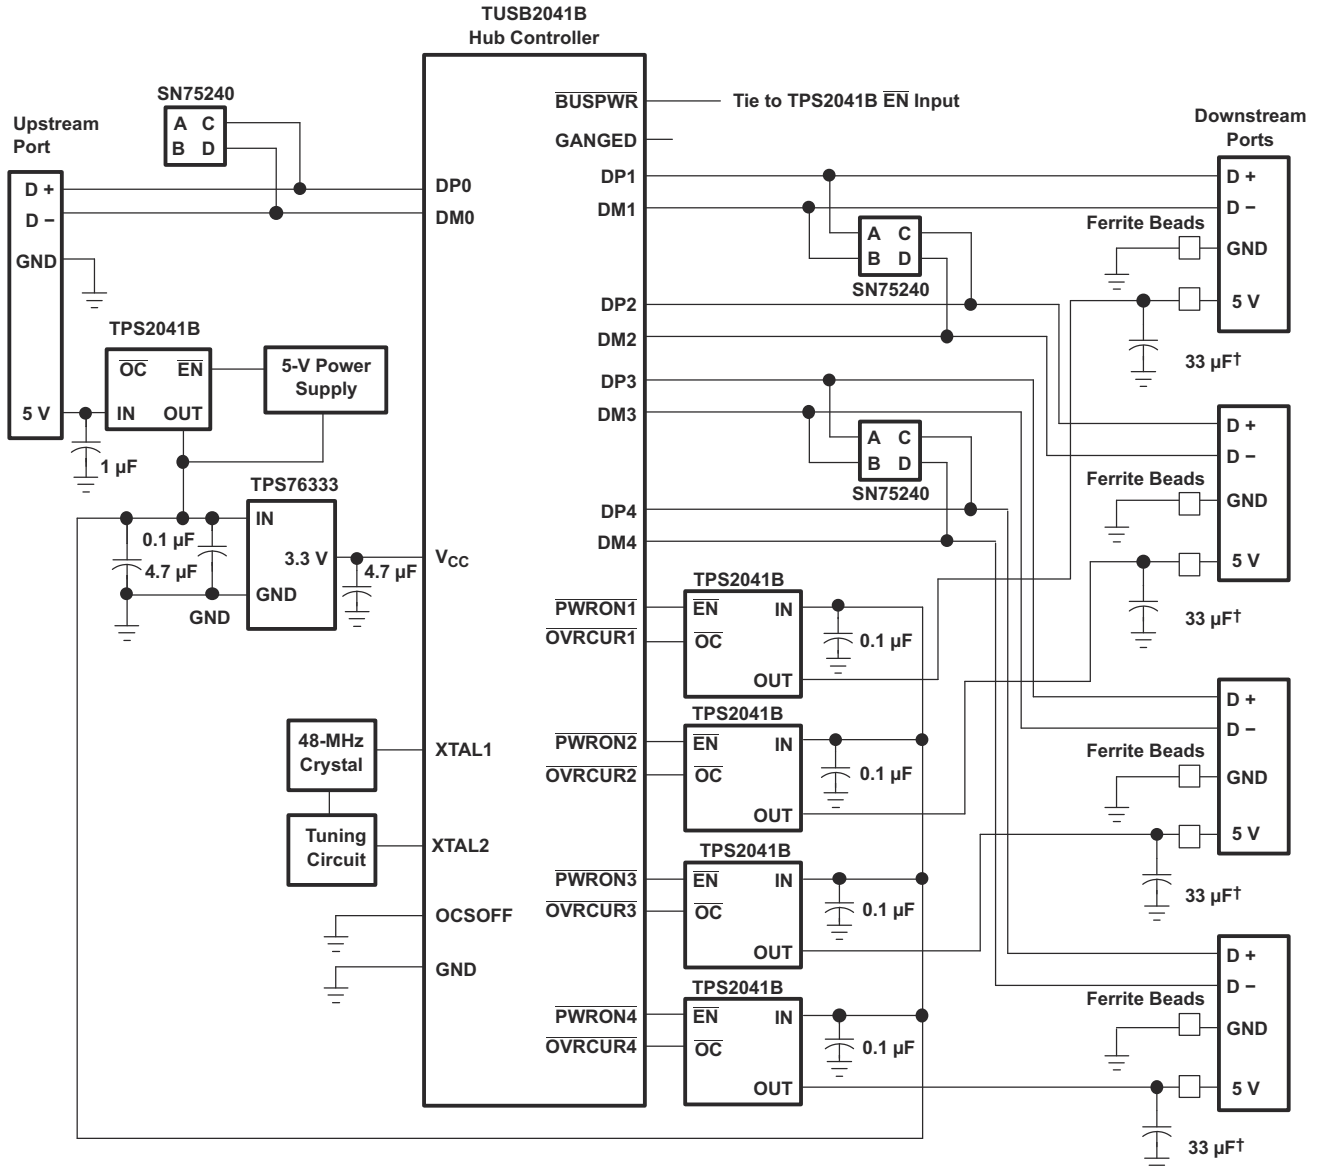 TUSB2041B
Hub Controller
SN75240
A C
B D
Upstream
Port
D +
D −
GND
5 V
DP0
DM0
BUSPWR
Tie to TPS2041B EN Input
GANGED
DP1
DM1
A C
B D
SN75240
DP2
DM2
DP3
DM3
A C
B D
SN75240
DP4
DM4
Downstream
Ports
D +
D −
Ferrite Beads
GND
5 V
33 µF†
D +
D −
Ferrite Beads
GND
5 V
33 µF†
D +
D −
Ferrite Beads
GND
5 V
33 µF†
D +
D −
Ferrite Beads
GND
5 V
33 µF†
TPS2041B
OC EN
IN OUT
5-V Power
Supply
1 µF
TPS76333
IN
3.3 V
GND
0.1 µF
4.7 µF
GND
4.7 µF
VCC
PWRON1
OVRCUR1
TPS2041B
EN IN
OC
OUT
0.1 µF
PWRON2
OVRCUR2
TPS2041B
EN IN
OC
OUT
0.1 µF
PWRON3
OVRCUR3
TPS2041B
EN IN
OC
OUT
0.1 µF
PWRON4
OVRCUR4
TPS2041B
EN IN
OC
OUT
0.1 µF
48-MHz
Crystal
XTAL1
Tuning
Circuit
XTAL2
OCSOFF
GND